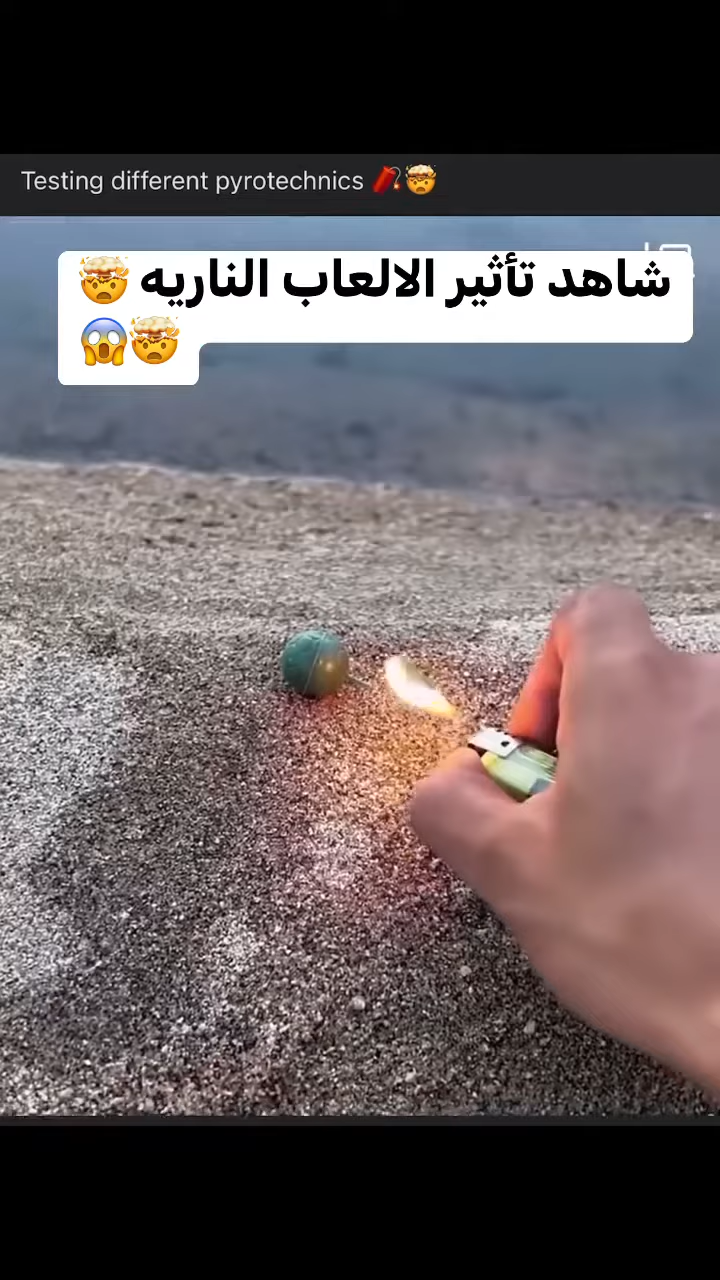 Testing different pyrotechnics 🧨🤯
شاهد تأثير الالعاب الناريه 🤯
🤯😱